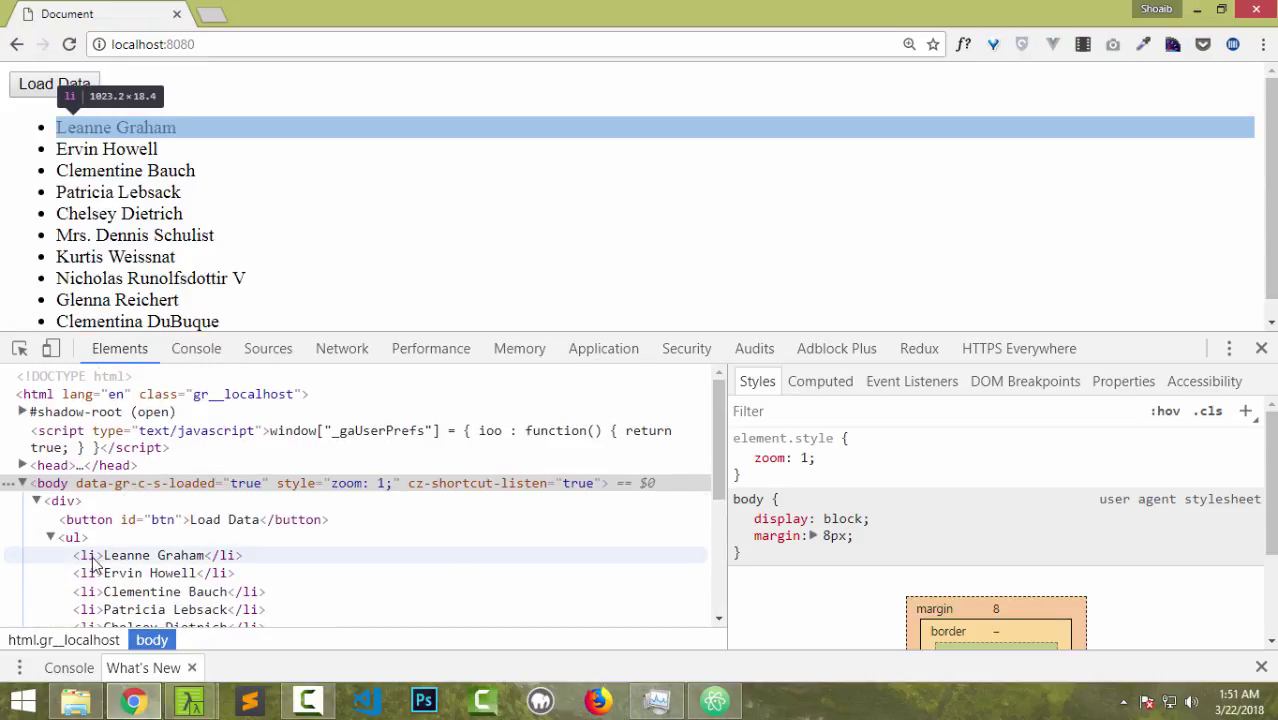 Document
Shoaib
localhost:8080
f?
Load Data
li 1023.2×18.4
Leanne Graham
Ervin Howell
Clementine Bauch
Patricia Lebsack
Chelsey Dietrich
Mrs. Dennis Schulist
Kurtis Weissnat
Nicholas Runolfsdottir V
Glenna Reichert
Clementina DuBuque
Elements Console Sources Network Performance Memory Application Security Audits Adblock Plus Redux HTTPS Everywhere
<!DOCTYPE html>
<html lang="en" class="gr__localhost">
#shadow-root (open)
<script type="text/javascript">window["_gaUserPrefs"] = { ioo : function() { return
true; } }</script>
<head>…</head>
<body data-gr-c-s-loaded="true" style="zoom: 1;" cz-shortcut-listen="true"> == $0
<div>
<button id="btn">Load Data</button>
<ul>
<li>Leanne Graham</li>
<li>Ervin Howell</li>
<li>Clementine Bauch</li>
<li>Patricia Lebsack</li>
<li>Chelsey Dietrich</li>
html.gr__localhost body
Styles Computed Event Listeners DOM Breakpoints Properties Accessibility
Filter :hov .cls
element.style {
zoom: 1;
}
body { user agent stylesheet
display: block;
margin: 8px;
}
margin 8
border –
Console What's New
Ps
1:51 AM
3/22/2018